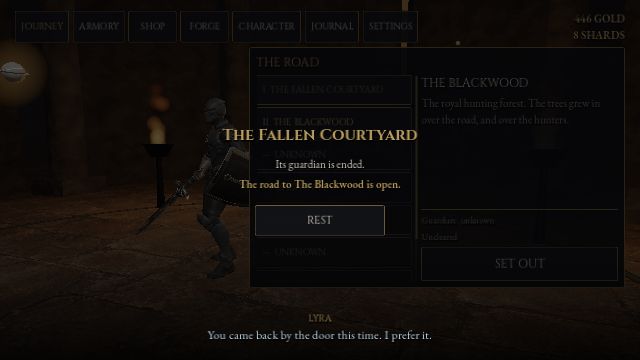 JOURNEY
ARMORY
SHOP
FORGE
CHARACTER
JOURNAL
SETTINGS
446 GOLD
8 SHARDS
THE ROAD
I THE FALLEN COURTYARD
II THE BLACKWOOD
— UNKNOWN
— UNKNOWN
THE BLACKWOOD
The royal hunting forest. The trees grew in
over the road, and over the hunters.
Guardian unknown
Uncleared
SET OUT
THE FALLEN COURTYARD
Its guardian is ended.
The road to The Blackwood is open.
REST
LYRA
You came back by the door this time. I prefer it.